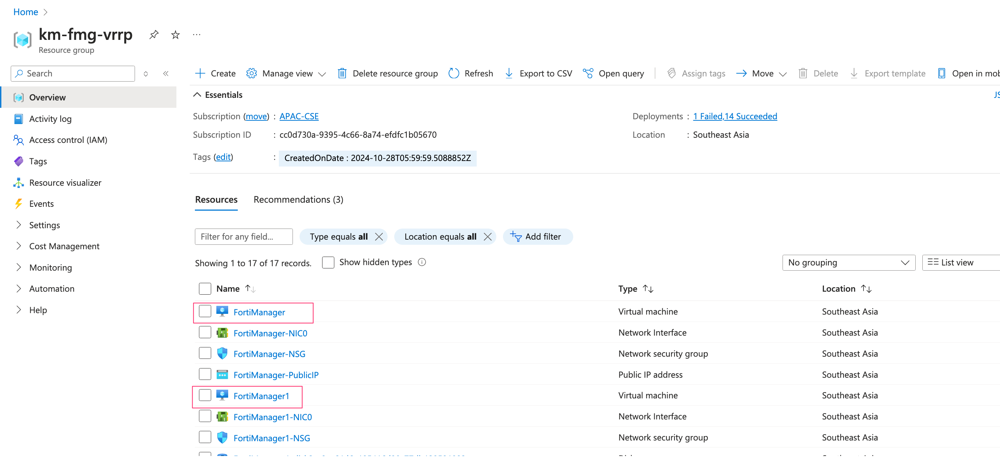 Home
km-fmg-vrrp
Resource group
Search
Create Manage view Delete resource group Refresh Export to CSV Open query Assign tags Move Delete Export template Open in
Overview
Activity log
Access control (IAM)
Tags
Resource visualizer
Events
Settings
Cost Management
Monitoring
Automation
Help
Essentials
Subscription (move) : APAC-CSE
Deployments : 1 Failed,14 Succeeded
Subscription ID : cc0d730a-9395-4c66-8a74-efdfc1b05670
Location : Southeast Asia
Tags (edit) : CreatedOnDate : 2024-10-28T05:59:59.5088852Z
Resources Recommendations (3)
Filter for any field... Type equals all Location equals all Add filter
Showing 1 to 17 of 17 records. Show hidden types No grouping List view
Name Type Location
FortiManager Virtual machine Southeast Asia
FortiManager-NIC0 Network Interface Southeast Asia
FortiManager-NSG Network security group Southeast Asia
FortiManager-PublicIP Public IP address Southeast Asia
FortiManager1 Virtual machine Southeast Asia
FortiManager1-NIC0 Network Interface Southeast Asia
FortiManager1-NSG Network security group Southeast Asia